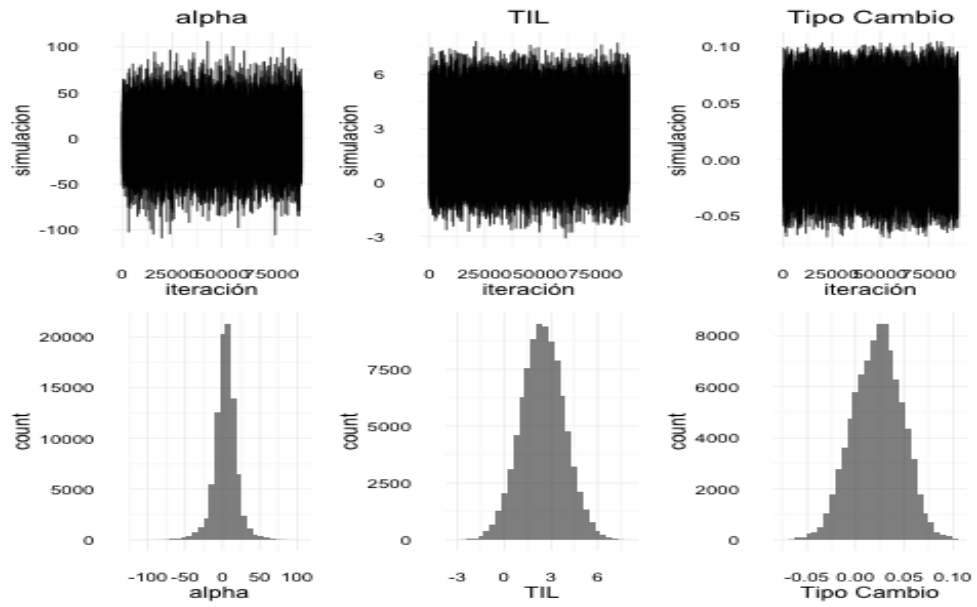 alpha TIL Tipo Cambio
simulacion simulacion simulacion
100 6 0.10
50 3 0.05
0 0 0.00
-50 -3 -0.05
-100
0 25000 50000 75000 0 25000 50000 75000 0 25000 50000 75000
iteración iteración iteración
count count count
20000 7500 8000
15000 5000 6000
10000 2500 4000
5000 0 2000
0 0
-100 -50 0 50 100 -3 0 3 6 -0.05 0.00 0.05 0.10
alpha TIL Tipo Cambio